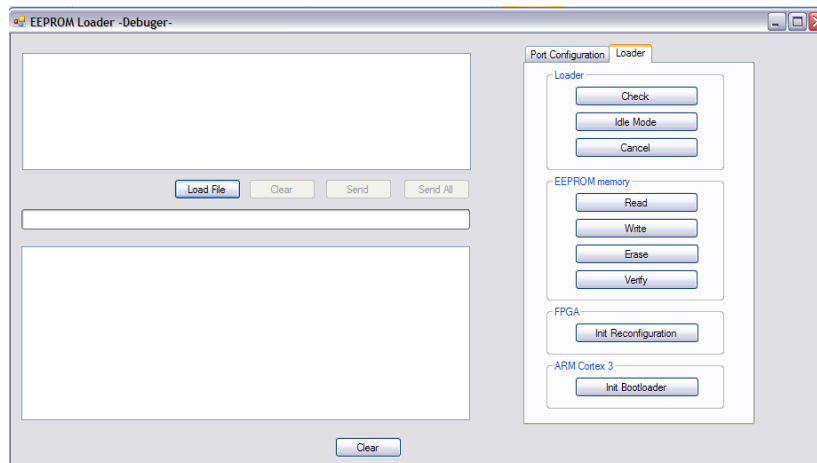 EEPROM Loader -Debuger-
Port Configuration Loader
Loader
Check
Idle Mode
Cancel
Load File Clear Send Send All
EEPROM memory
Read
Write
Erase
Verify
FPGA
Init Reconfiguration
ARM Cortex 3
Init Bootloader
Clear